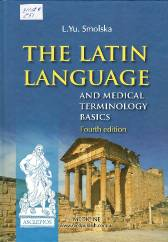 L.Yu. Smolska
THE LATIN
LANGUAGE
AND MEDICAL
TERMINOLOGY
BASICS
Fourth edition
ASCLEPIOS
MEDICINE